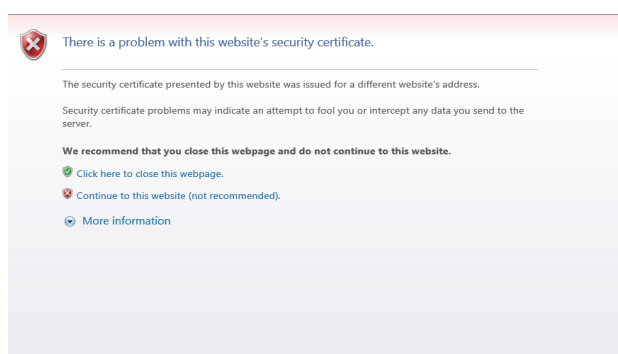 There is a problem with this website's security certificate.
The security certificate presented by this website was issued for a different website's address.
Security certificate problems may indicate an attempt to fool you or intercept any data you send to the
server.
We recommend that you close this webpage and do not continue to this website.
Click here to close this webpage.
Continue to this website (not recommended).
More information